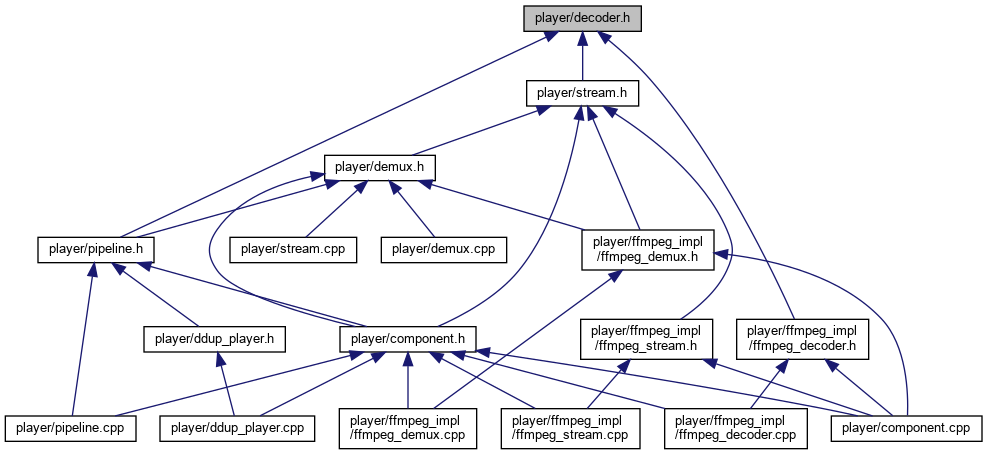 player/decoder.h
player/stream.h
player/demux.h
player/pipeline.h
player/stream.cpp
player/demux.cpp
player/ffmpeg_impl
/ffmpeg_demux.h
player/ddup_player.h
player/component.h
player/ffmpeg_impl
/ffmpeg_stream.h
player/ffmpeg_impl
/ffmpeg_decoder.h
player/pipeline.cpp
player/ddup_player.cpp
player/ffmpeg_impl
/ffmpeg_demux.cpp
player/ffmpeg_impl
/ffmpeg_stream.cpp
player/ffmpeg_impl
/ffmpeg_decoder.cpp
player/component.cpp